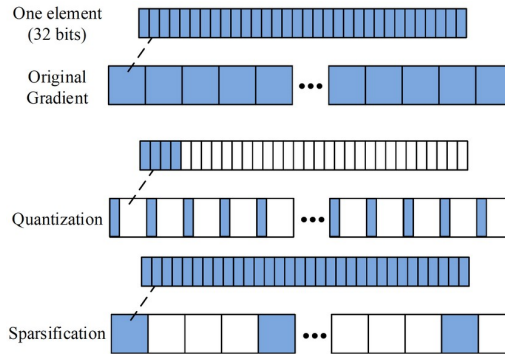 One element
(32 bits)
Original
Gradient
Quantization
Sparsification